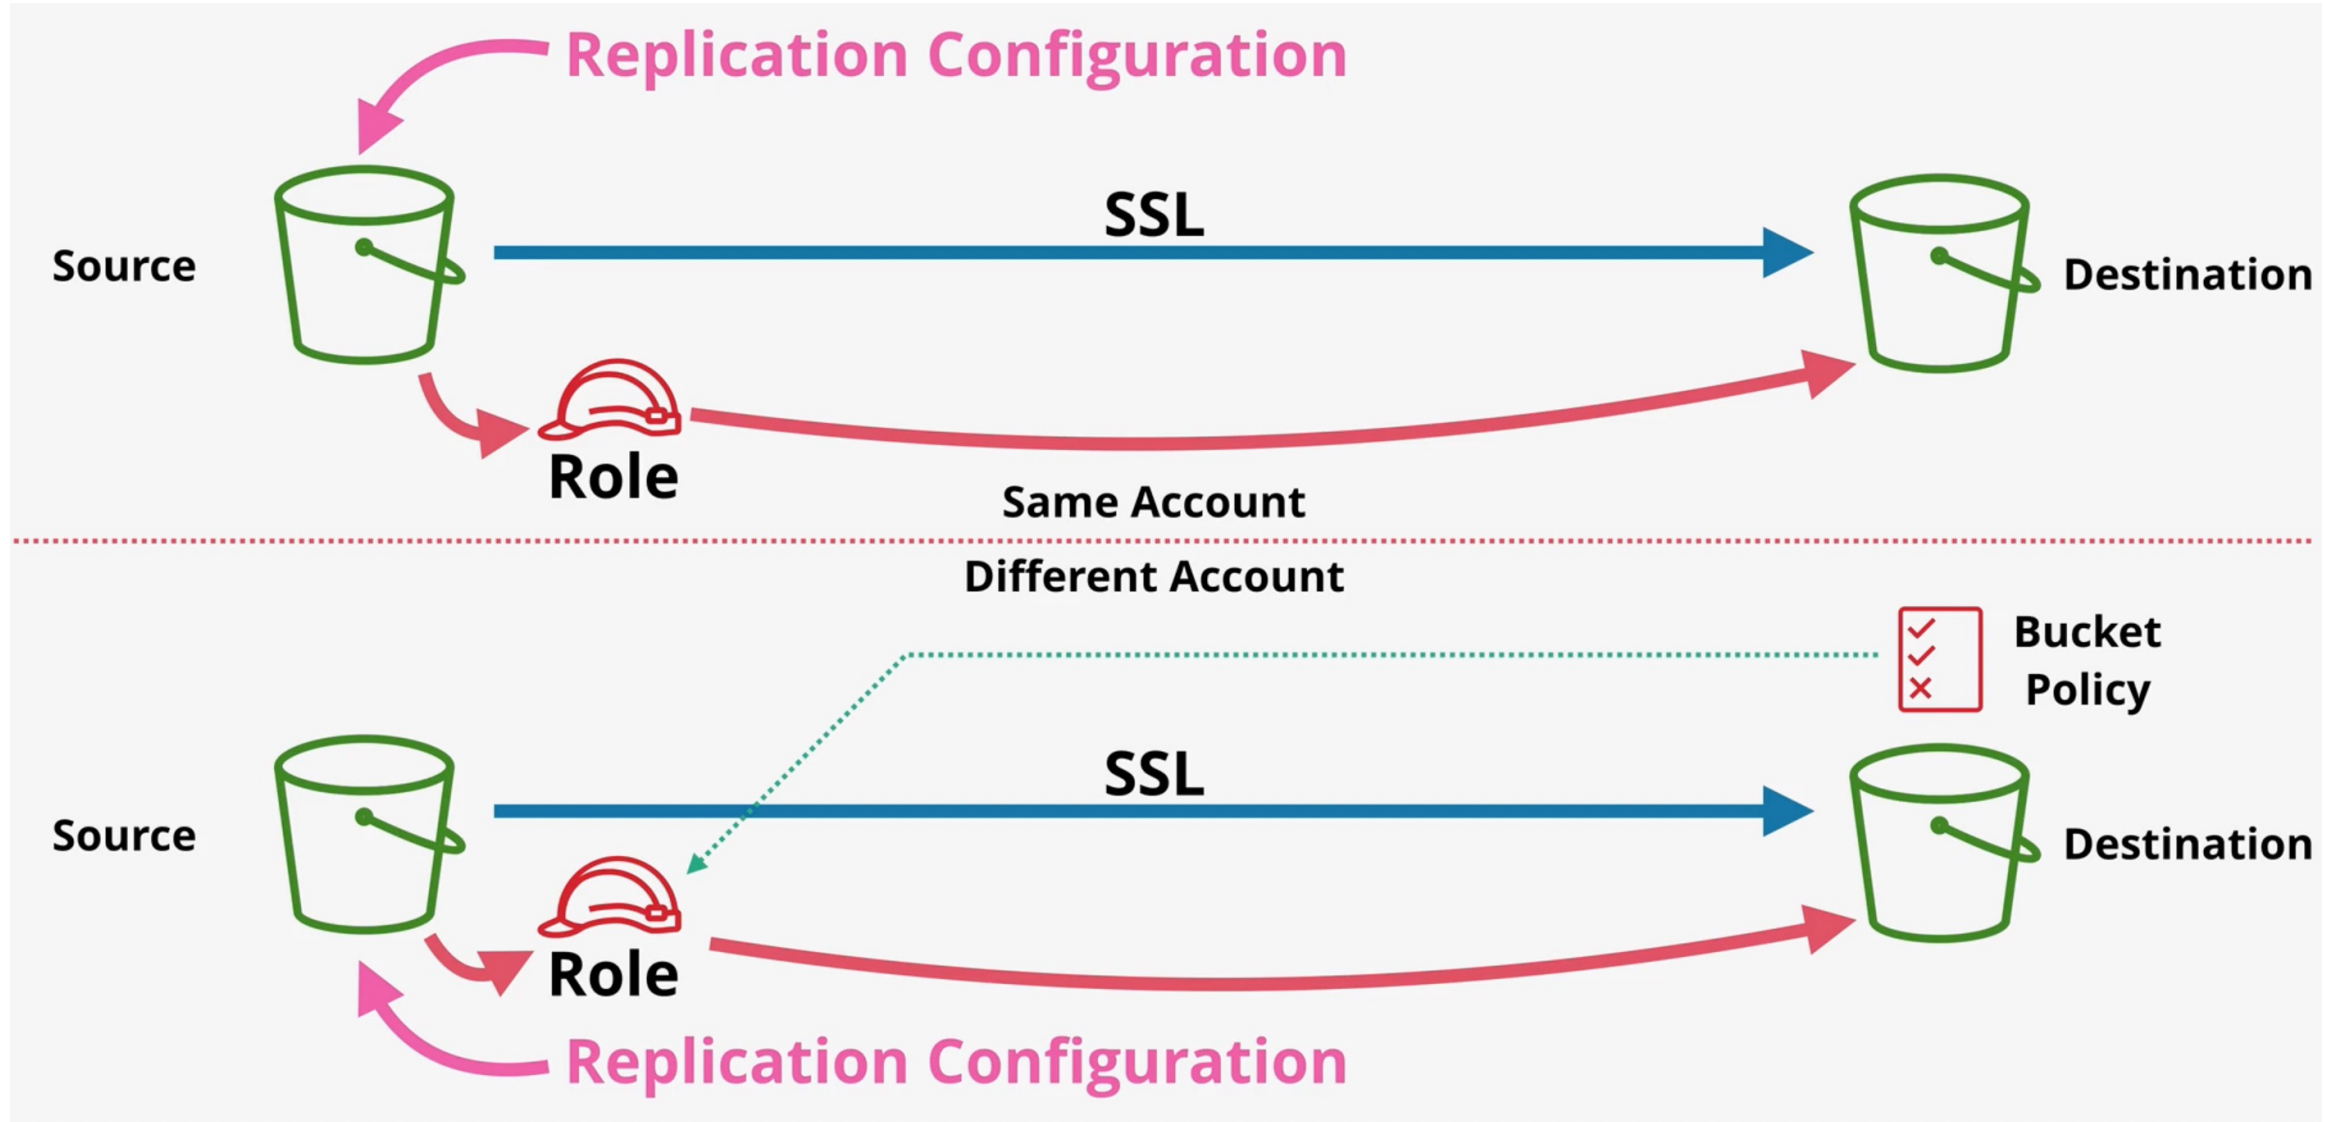 Replication Configuration
SSL
Source
Destination
Role
Same Account
Different Account
Bucket
Policy
SSL
Source
Destination
Role
Replication Configuration